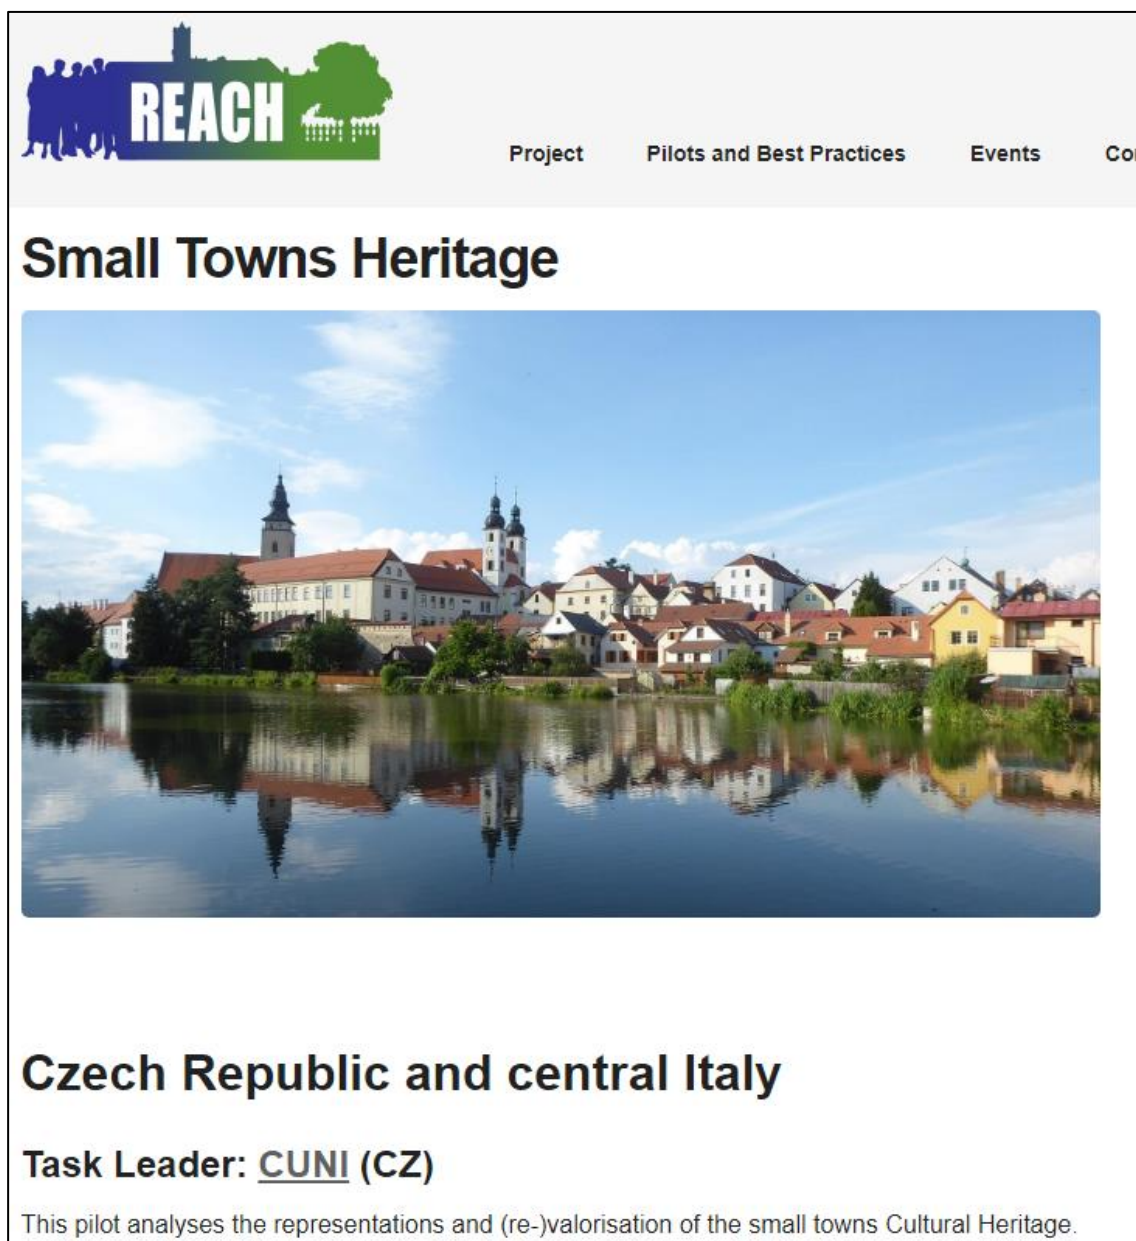 REACH
Project Pilots and Best Practices Events
Small Towns Heritage
Czech Republic and central Italy
Task Leader: CUNI (CZ)
This pilot analyses the representations and (re-)valorisation of the small towns Cultural Heritage.